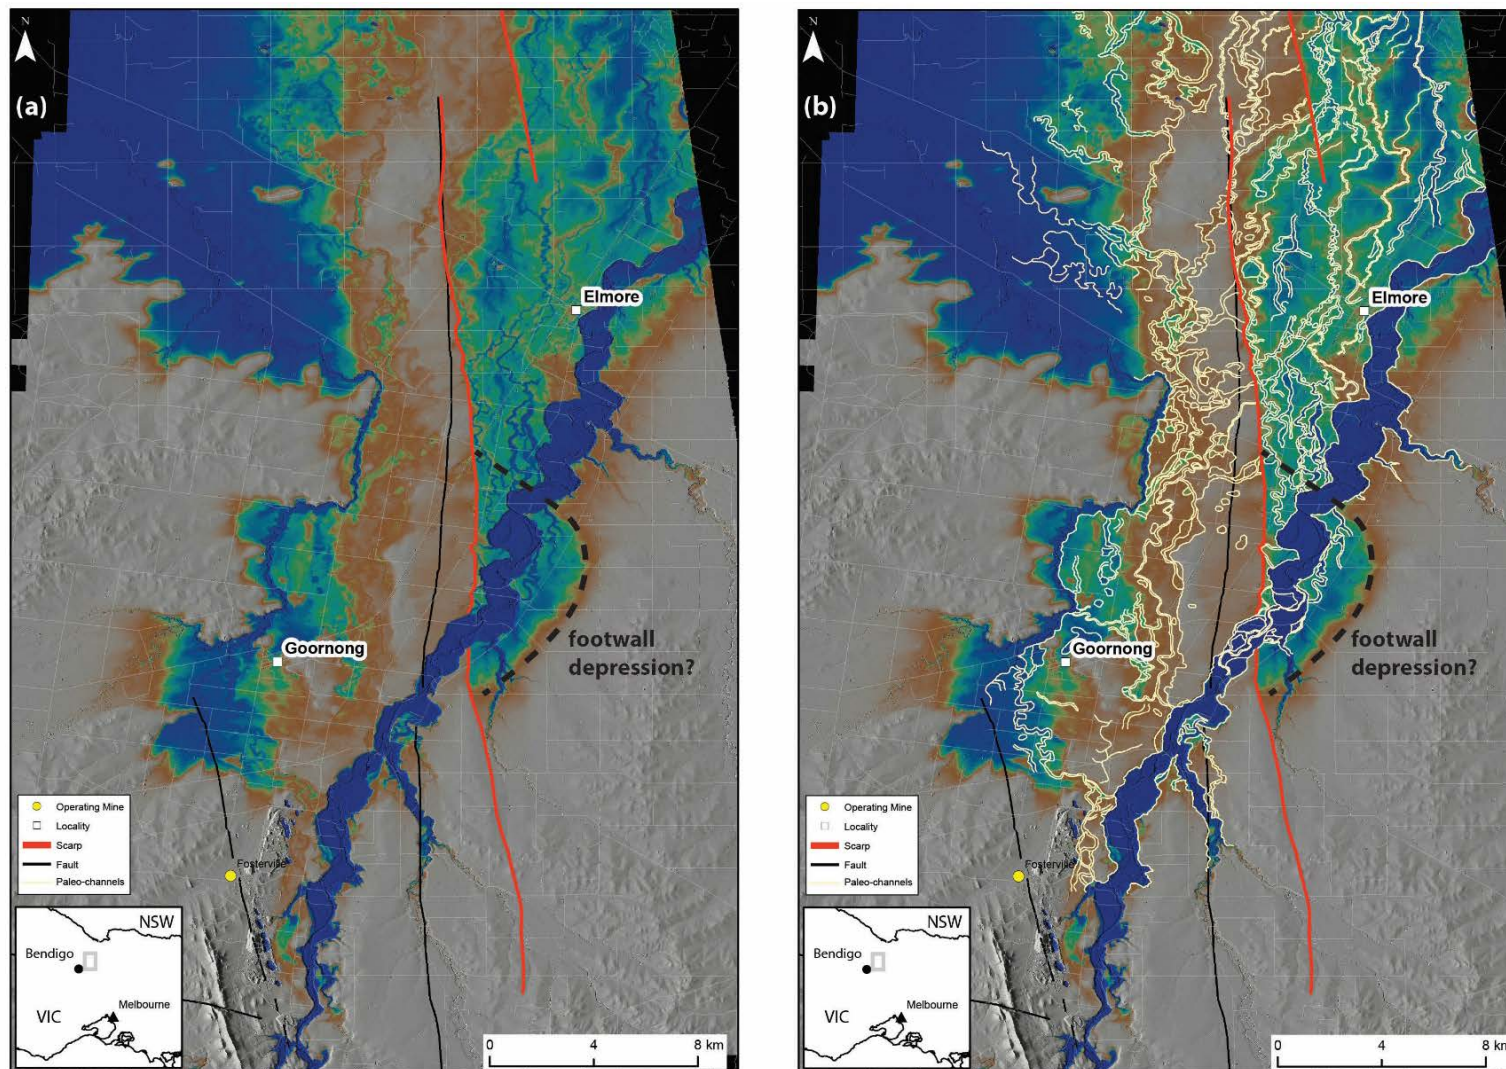 N
(a)
Elmore
Goornong
footwall
depression?
Operating Mine
Locality
Scarp
Fault
Paleo-channels
Fosterville
NSW
Bendigo
Melbourne
VIC
0
4
8 km
N
(b)
Elmore
Goornong
footwall
depression?
Operating Mine
Locality
Scarp
Fault
Paleo-channels
Fosterville
NSW
Bendigo
Melbourne
VIC
0
4
8 km